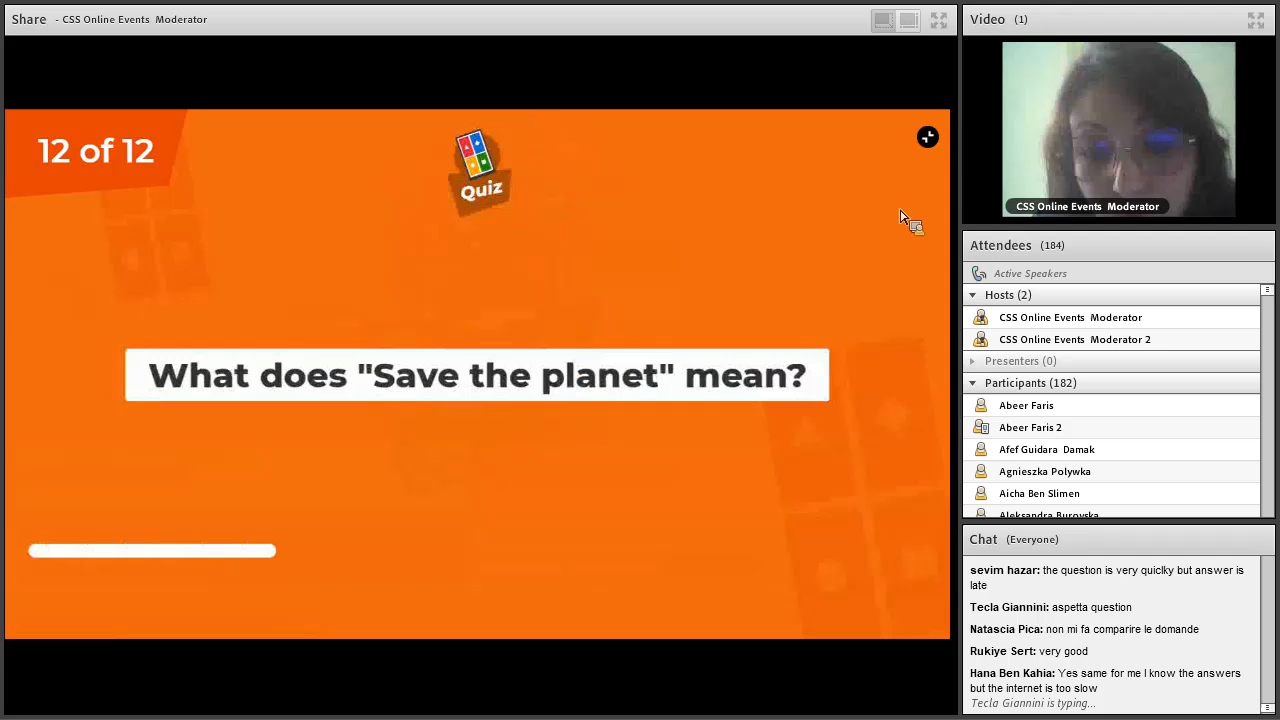 Share - CSS Online Events Moderator
12 of 12
Quiz
What does "Save the planet" mean?
Video (1)
CSS Online Events Moderator
Attendees (184)
Active Speakers
Hosts (2)
CSS Online Events Moderator
CSS Online Events Moderator 2
Presenters (0)
Participants (182)
Abeer Faris
Abeer Faris 2
Afef Guidara Damak
Agnieszka Polywka
Aicha Ben Slimen
Aleksandra Burovska
Chat (Everyone)
sevim hazar: the question is very quiclky but answer is
late
Tecla Giannini: aspetta question
Natascia Pica: non mi fa comparire le domande
Rukiye Sert: very good
Hana Ben Kahia: Yes same for me I know the answers
but the internet is too slow
Tecla Giannini is typing...